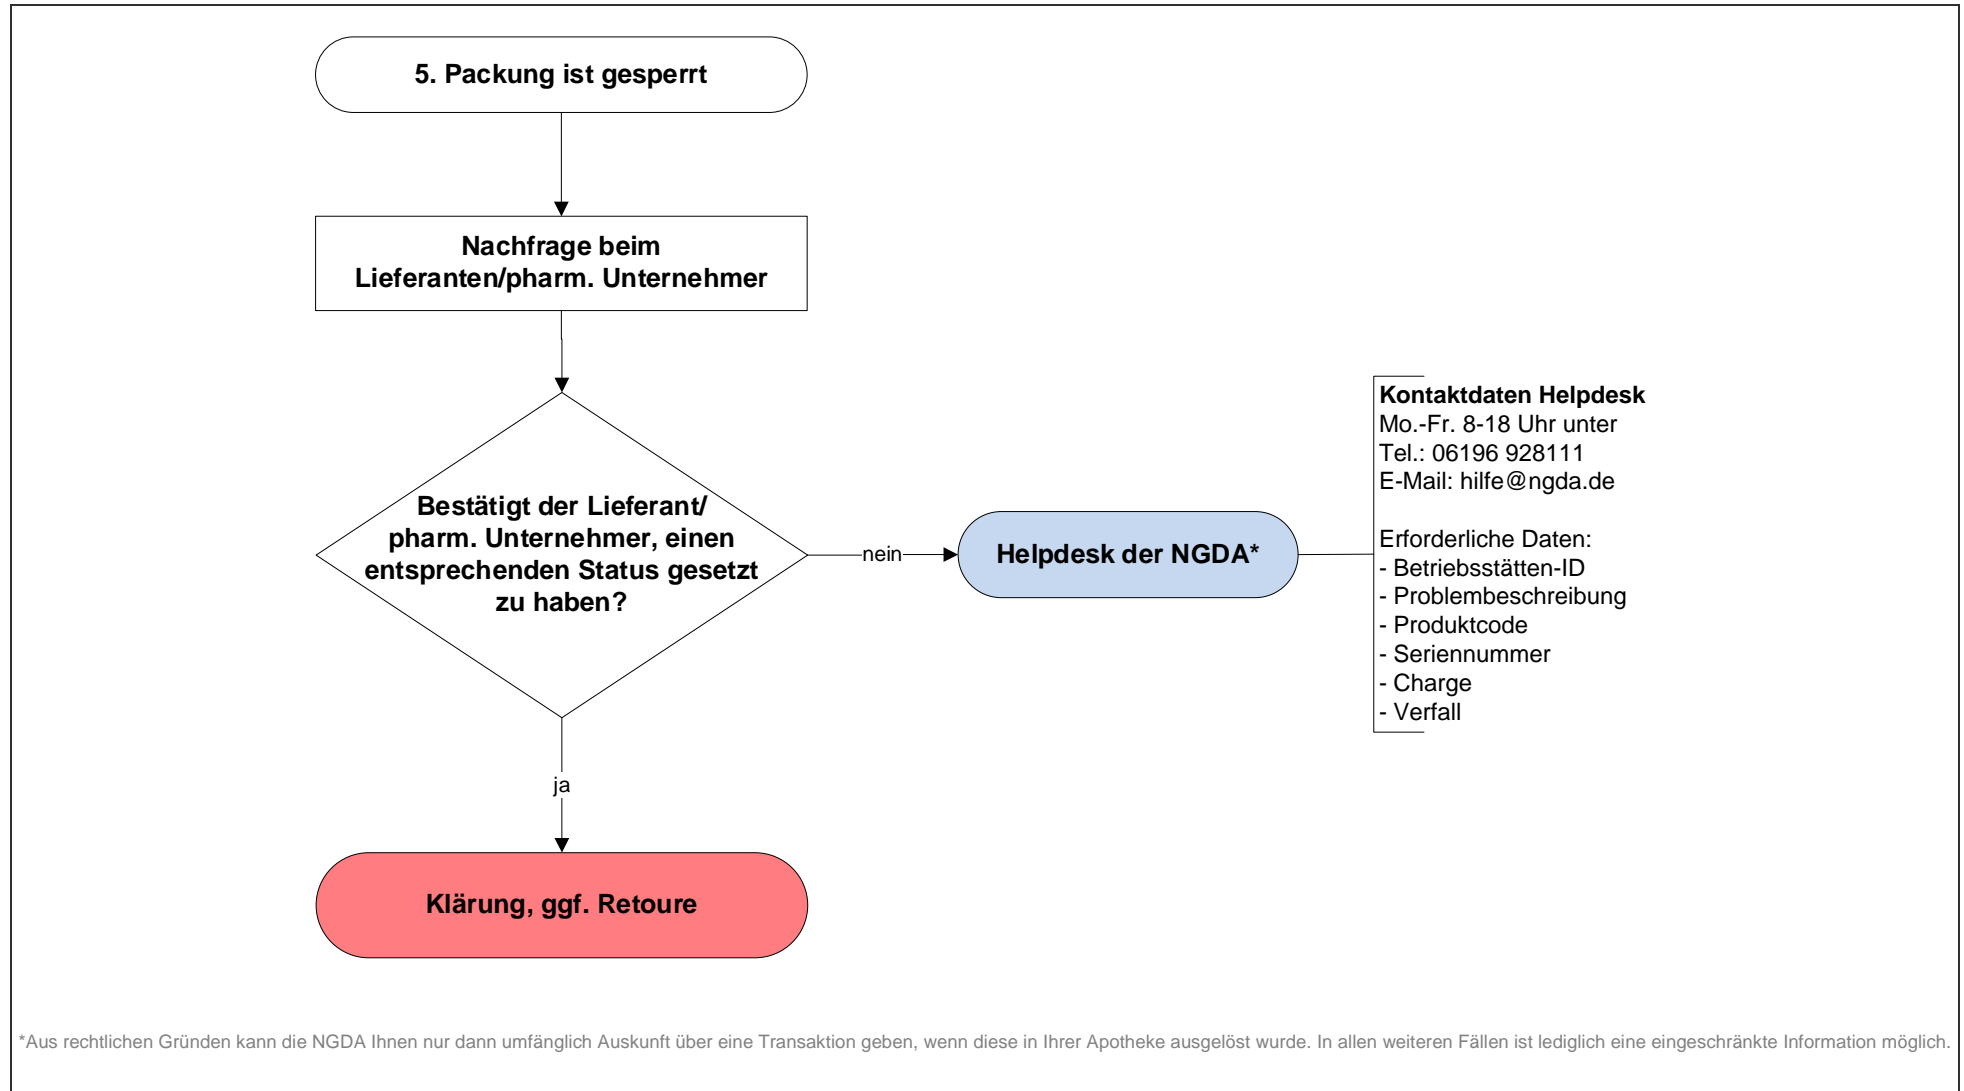 5. Packung ist gesperrt
Nachfrage beim
Lieferanten/pharm. Unternehmer
Bestätigt der Lieferant/
pharm. Unternehmer, einen
entsprechenden Status gesetzt
zu haben?
nein
Helpdesk der NGDA*
Kontaktdaten Helpdesk
Mo.-Fr. 8-18 Uhr unter
Tel.: 06196 928111
E-Mail: hilfe@ngda.de
Erforderliche Daten:
- Betriebsstätten-ID
- Problembeschreibung
- Produktcode
- Seriennummer
- Charge
- Verfall
ja
Klärung, ggf. Retoure
*Aus rechtlichen Gründen kann die NGDA Ihnen nur dann umfänglich Auskunft über eine Transaktion geben, wenn diese in Ihrer Apotheke ausgelöst wurde. In allen weiteren Fällen ist lediglich eine eingeschränkte Information möglich.